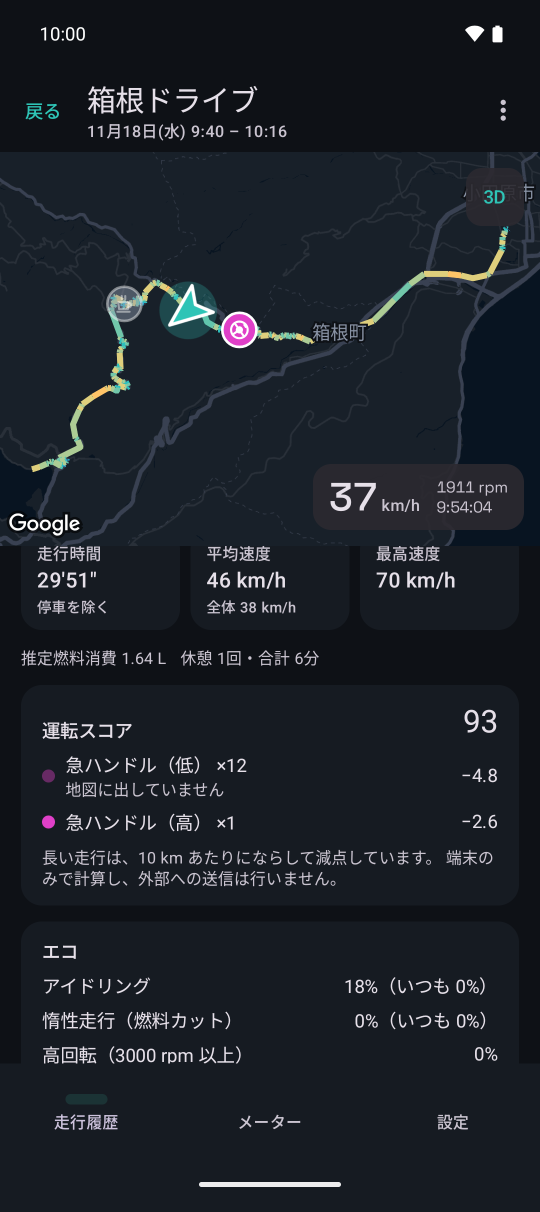 10:00
戻る
箱根ドライブ
11月18日(水) 9:40 – 10:16
3D
箱根町
37 km/h
1911 rpm
9:54:04
Google
走行時間
29'51"
停車を除く
平均速度
46 km/h
全体 38 km/h
最高速度
70 km/h
推定燃料消費 1.64 L 休憩 1回・合計 6分
運転スコア
93
急ハンドル（低） ×12
−4.8
地図に出していません
急ハンドル（高） ×1
−2.6
長い走行は、10 km あたりにならして減点しています。 端末の
みで計算し、外部への送信は行いません。
エコ
アイドリング
18%（いつも 0%）
惰性走行（燃料カット）
0%（いつも 0%）
高回転（3000 rpm 以上）
0%
走行履歴
メーター
設定